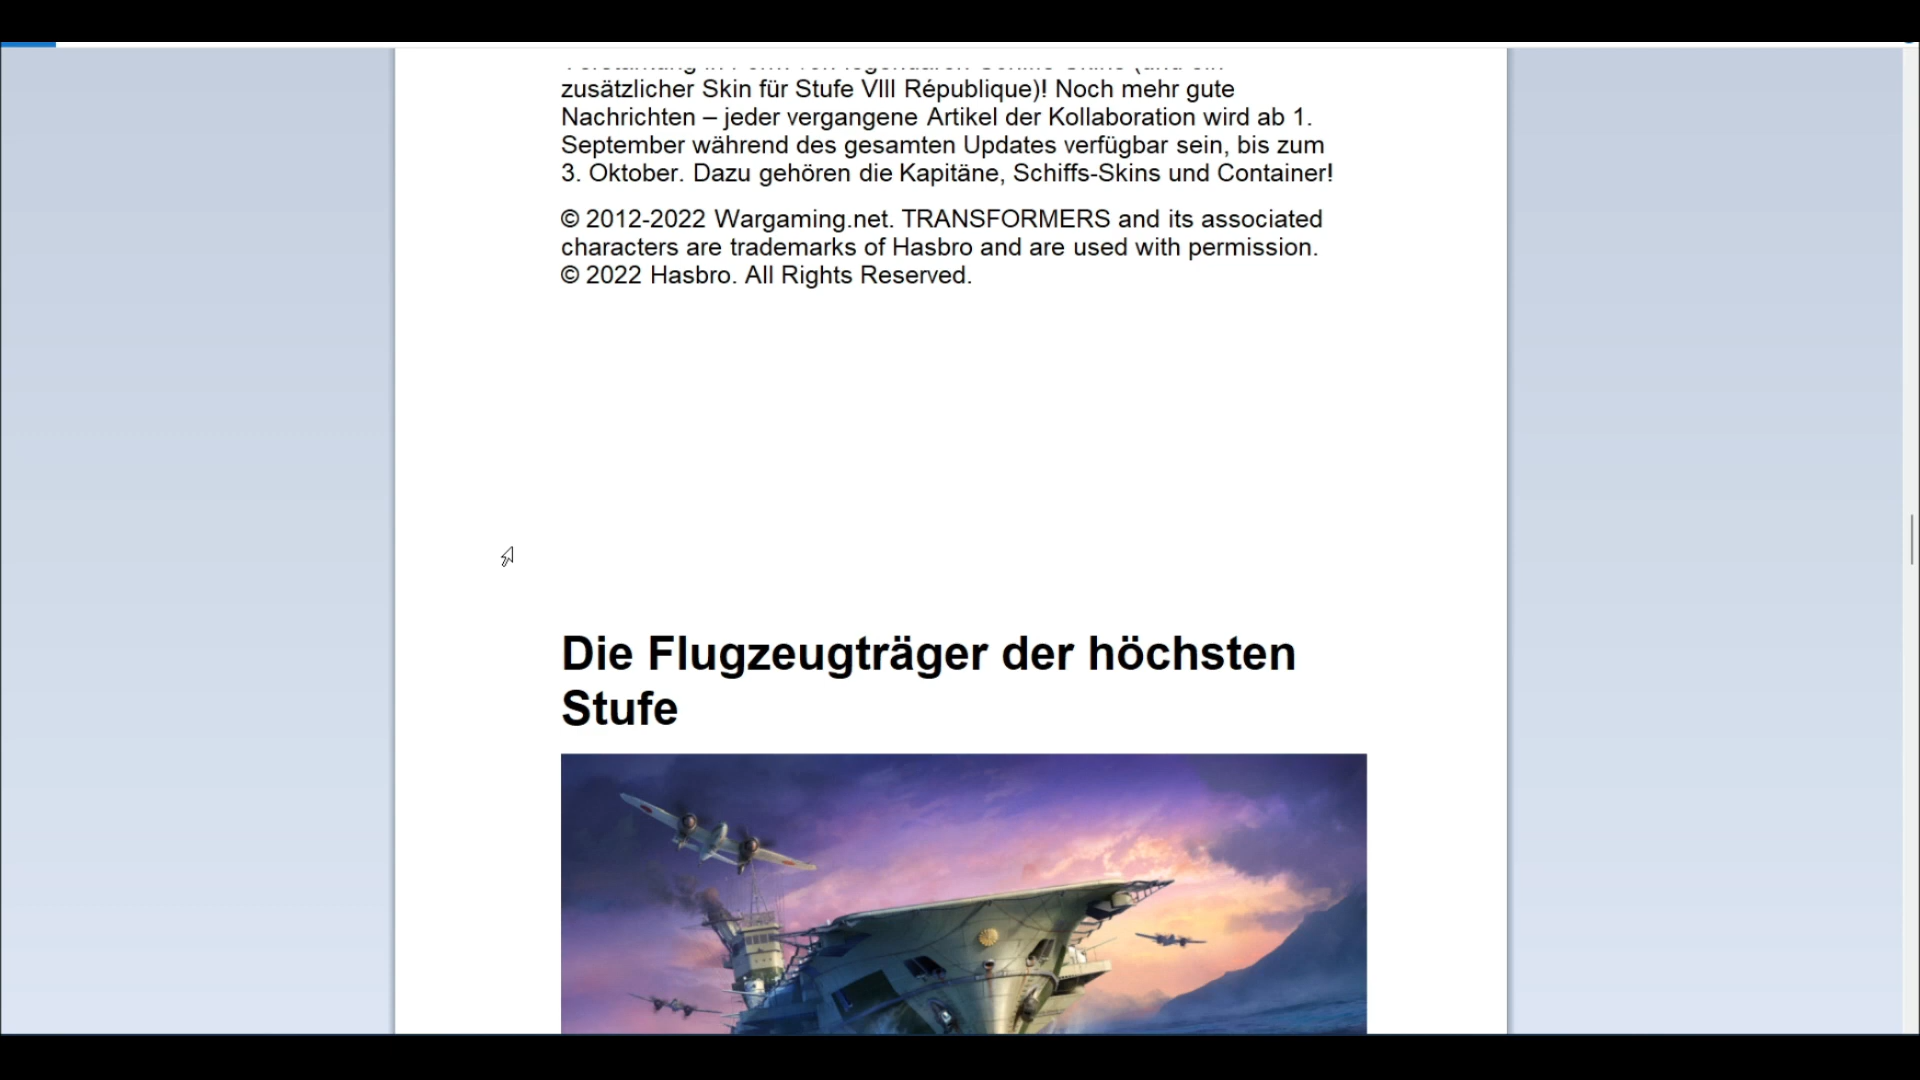 zusätzlicher Skin für Stufe VIII République)! Noch mehr gute
Nachrichten – jeder vergangene Artikel der Kollaboration wird ab 1.
September während des gesamten Updates verfügbar sein, bis zum
3. Oktober. Dazu gehören die Kapitäne, Schiffs-Skins und Container!
© 2012-2022 Wargaming.net. TRANSFORMERS and its associated
characters are trademarks of Hasbro and are used with permission.
© 2022 Hasbro. All Rights Reserved.
Die Flugzeugträger der höchsten
Stufe